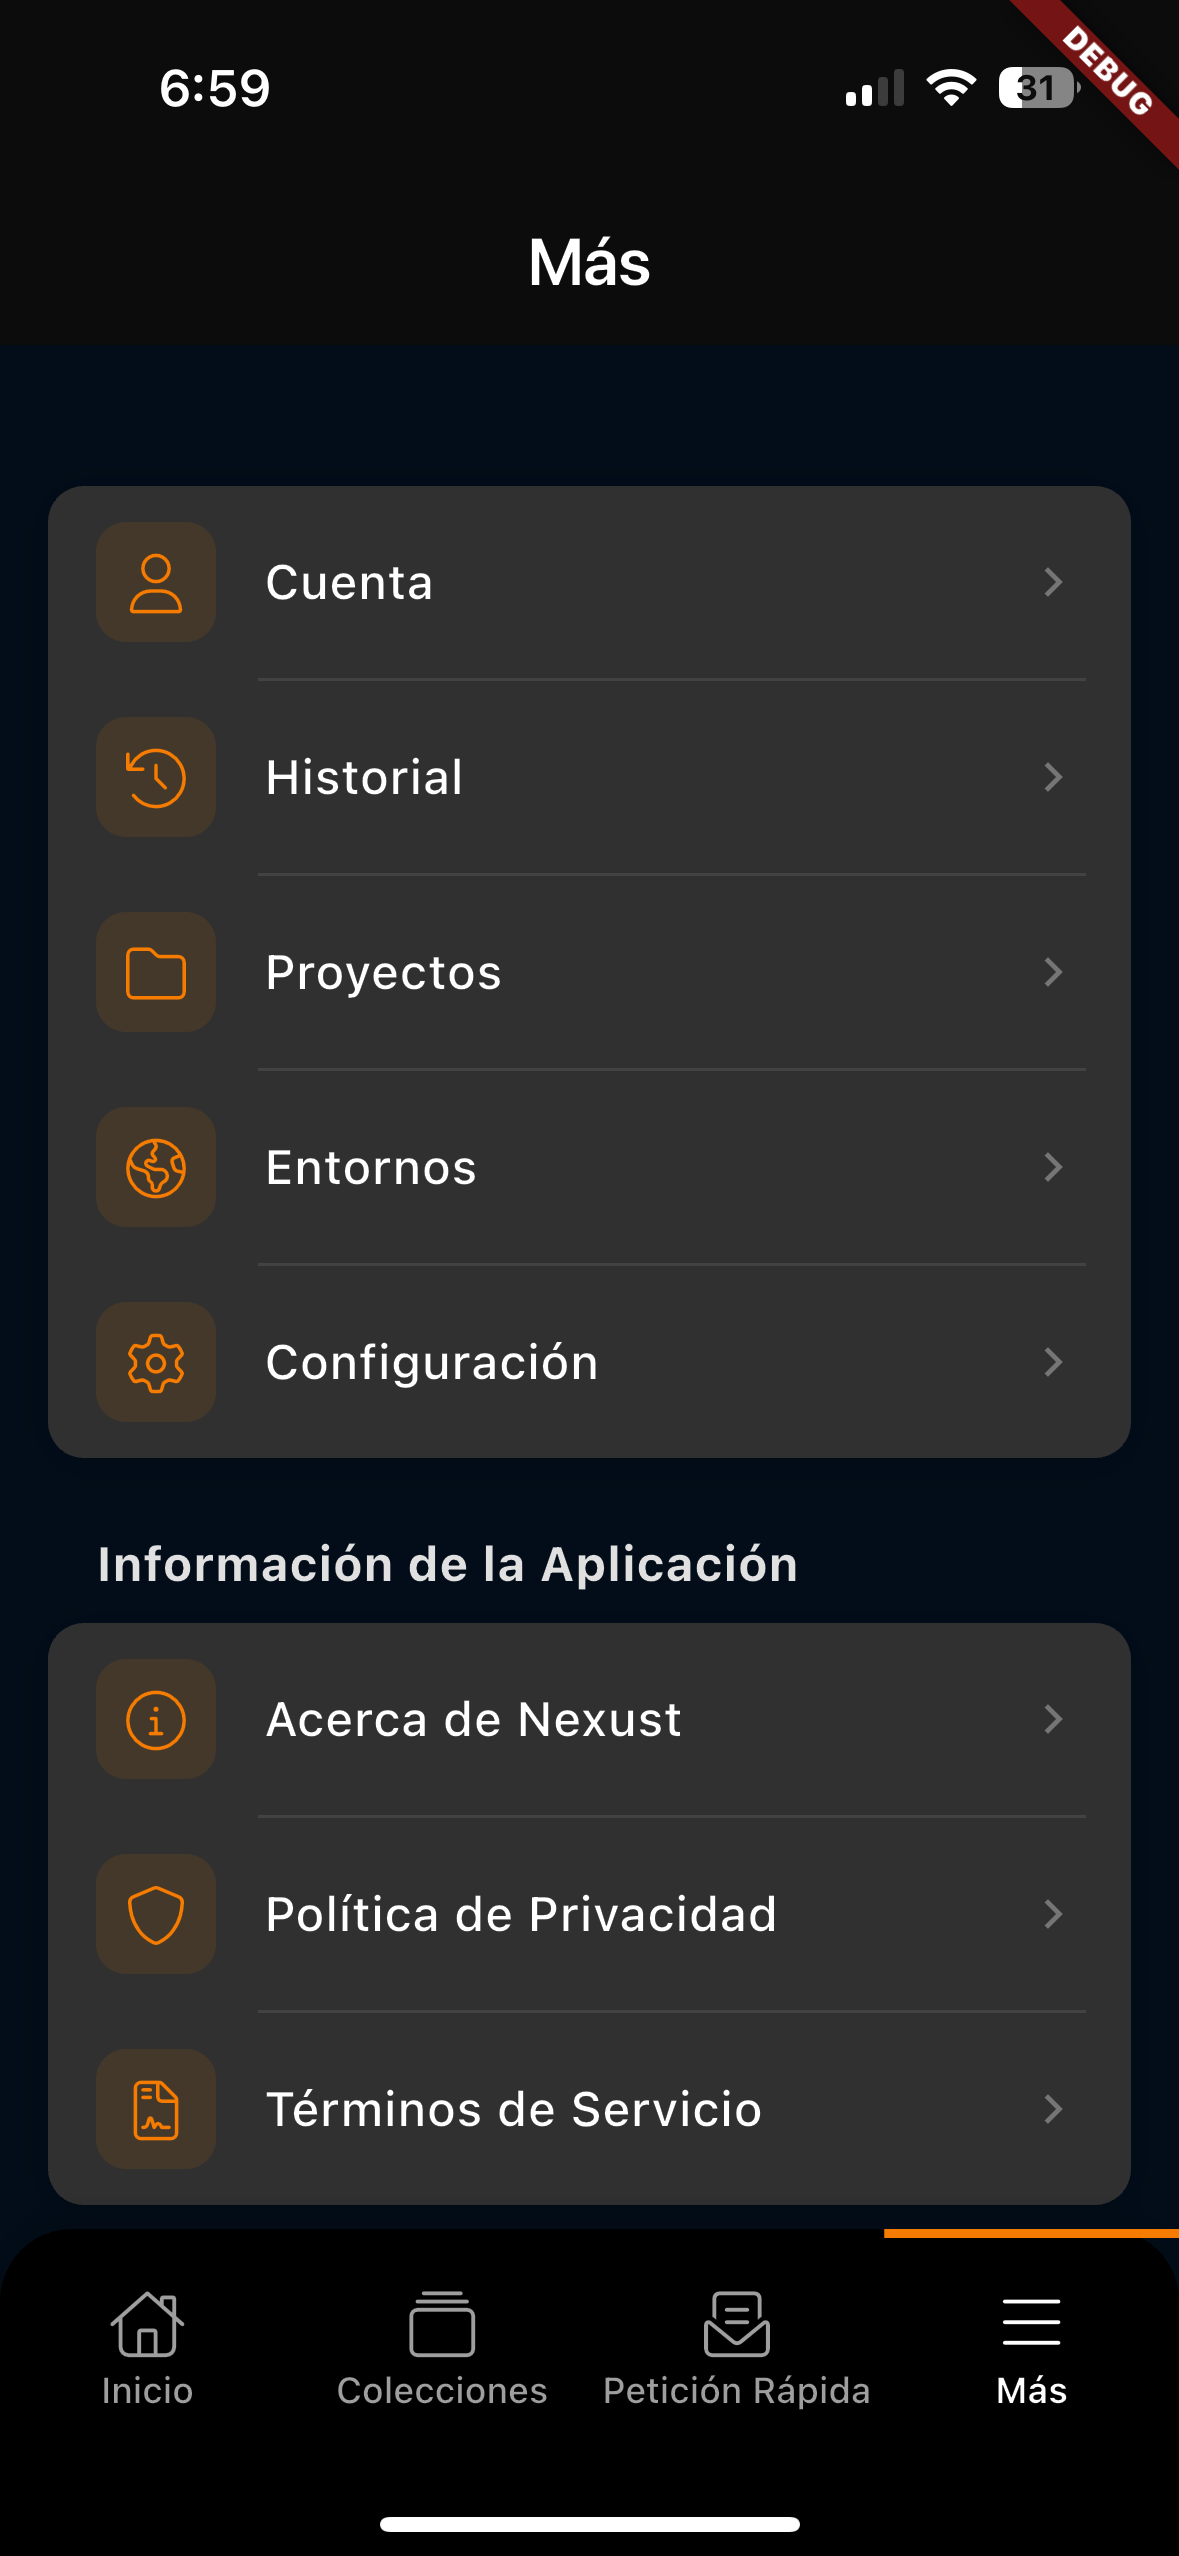 6:59
31
DEBUG
Más
Cuenta
Historial
Proyectos
Entornos
Configuración
Información de la Aplicación
Acerca de Nexust
Política de Privacidad
Términos de Servicio
Inicio
Colecciones
Petición Rápida
Más